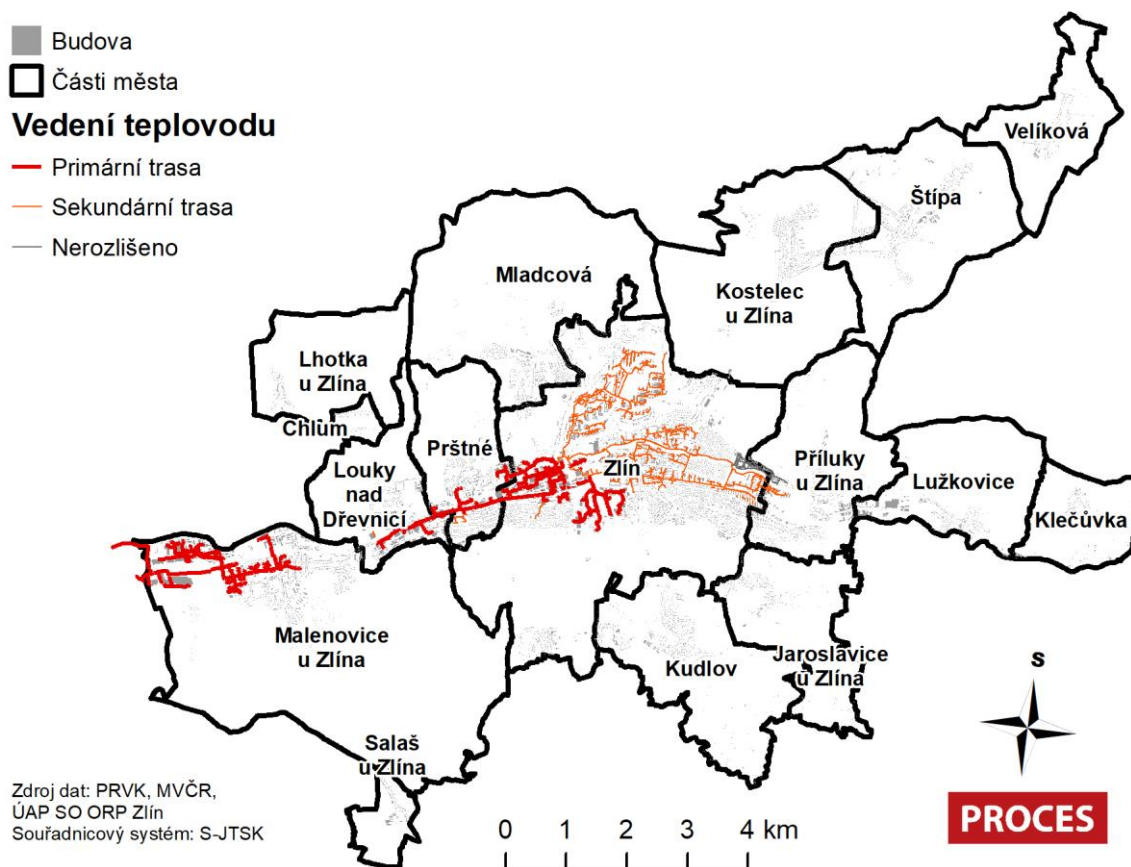 Budova
Části města
Vedení teplovodu
Primární trasa
Sekundární trasa
Nerozlišeno
Velíková
Štípa
Mladcová
Kostelec
u Zlína
Lhotka
u Zlína
Chlum
Prštné
Louky
nad
Dřevnicí
Zlín
Příluky
u Zlína
Lužkovice
Klečůvka
Malenovice
u Zlína
Kudlov
Jaroslavice
u Zlína
Salaš
u Zlína
S
Zdroj dat: PRVK, MVČR,
ÚAP SO ORP Zlín
Souřadnicový systém: S-JTSK
0 1 2 3 4 km
PROCES